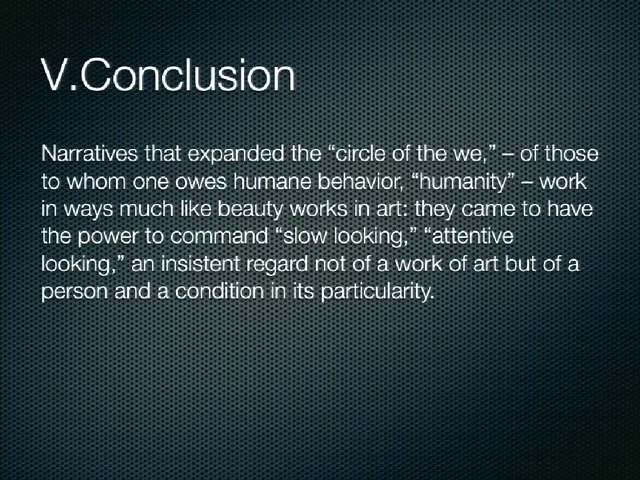 V.Conclusion
Narratives that expanded the “circle of the we,” – of those
to whom one owes humane behavior, “humanity” – work
in ways much like beauty works in art: they came to have
the power to command “slow looking,” “attentive
looking,” an insistent regard not of a work of art but of a
person and a condition in its particularity.